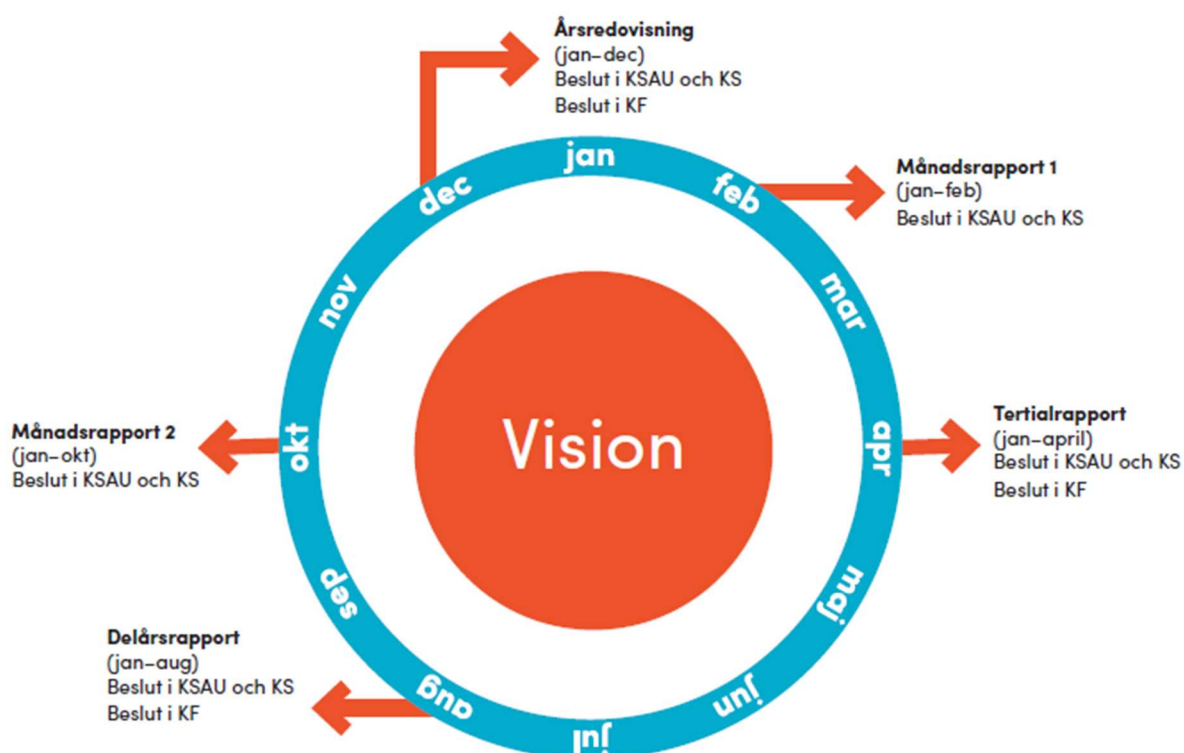 Årsredovisning
(jan–dec)
Beslut i KSAU och KS
Beslut i KF
jan
feb
mar
apr
maj
jun
jul
aug
sep
okt
nov
dec
Månadsrapport 1
(jan–feb)
Beslut i KSAU och KS
Tertialrapport
(jan–april)
Beslut i KSAU och KS
Beslut i KF
Delårsrapport
(jan–aug)
Beslut i KSAU och KS
Beslut i KF
Månadsrapport 2
(jan–okt)
Beslut i KSAU och KS
Vision